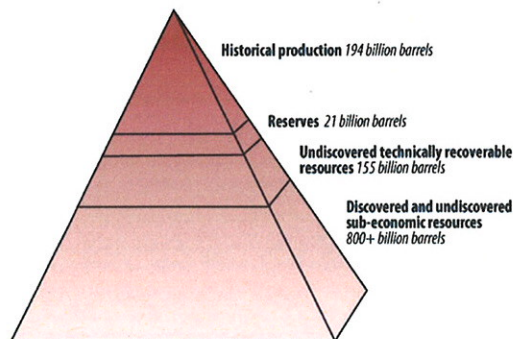 Historical production 194 billion barrels
Reserves 21 billion barrels
Undiscovered technically recoverable
resources 155 billion barrels
Discovered and undiscovered
sub-economic resources
800+ billion barrels